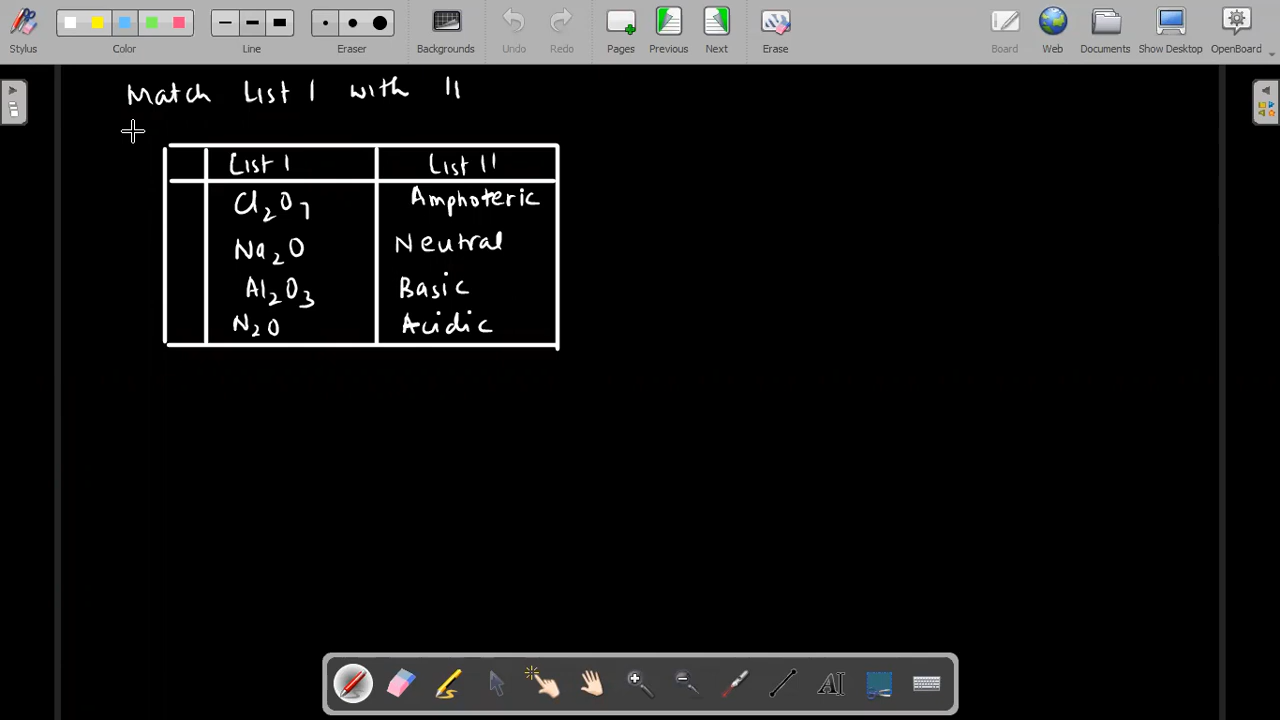 Stylus Color Line Eraser Backgrounds Undo Redo Pages Previous Next Erase Board Web Documents Show Desktop OpenBoard
Match List I with II
List I List II
Cl₂O₇ Amphoteric
Na₂O Neutral
Al₂O₃ Basic
N₂O Acidic
AI